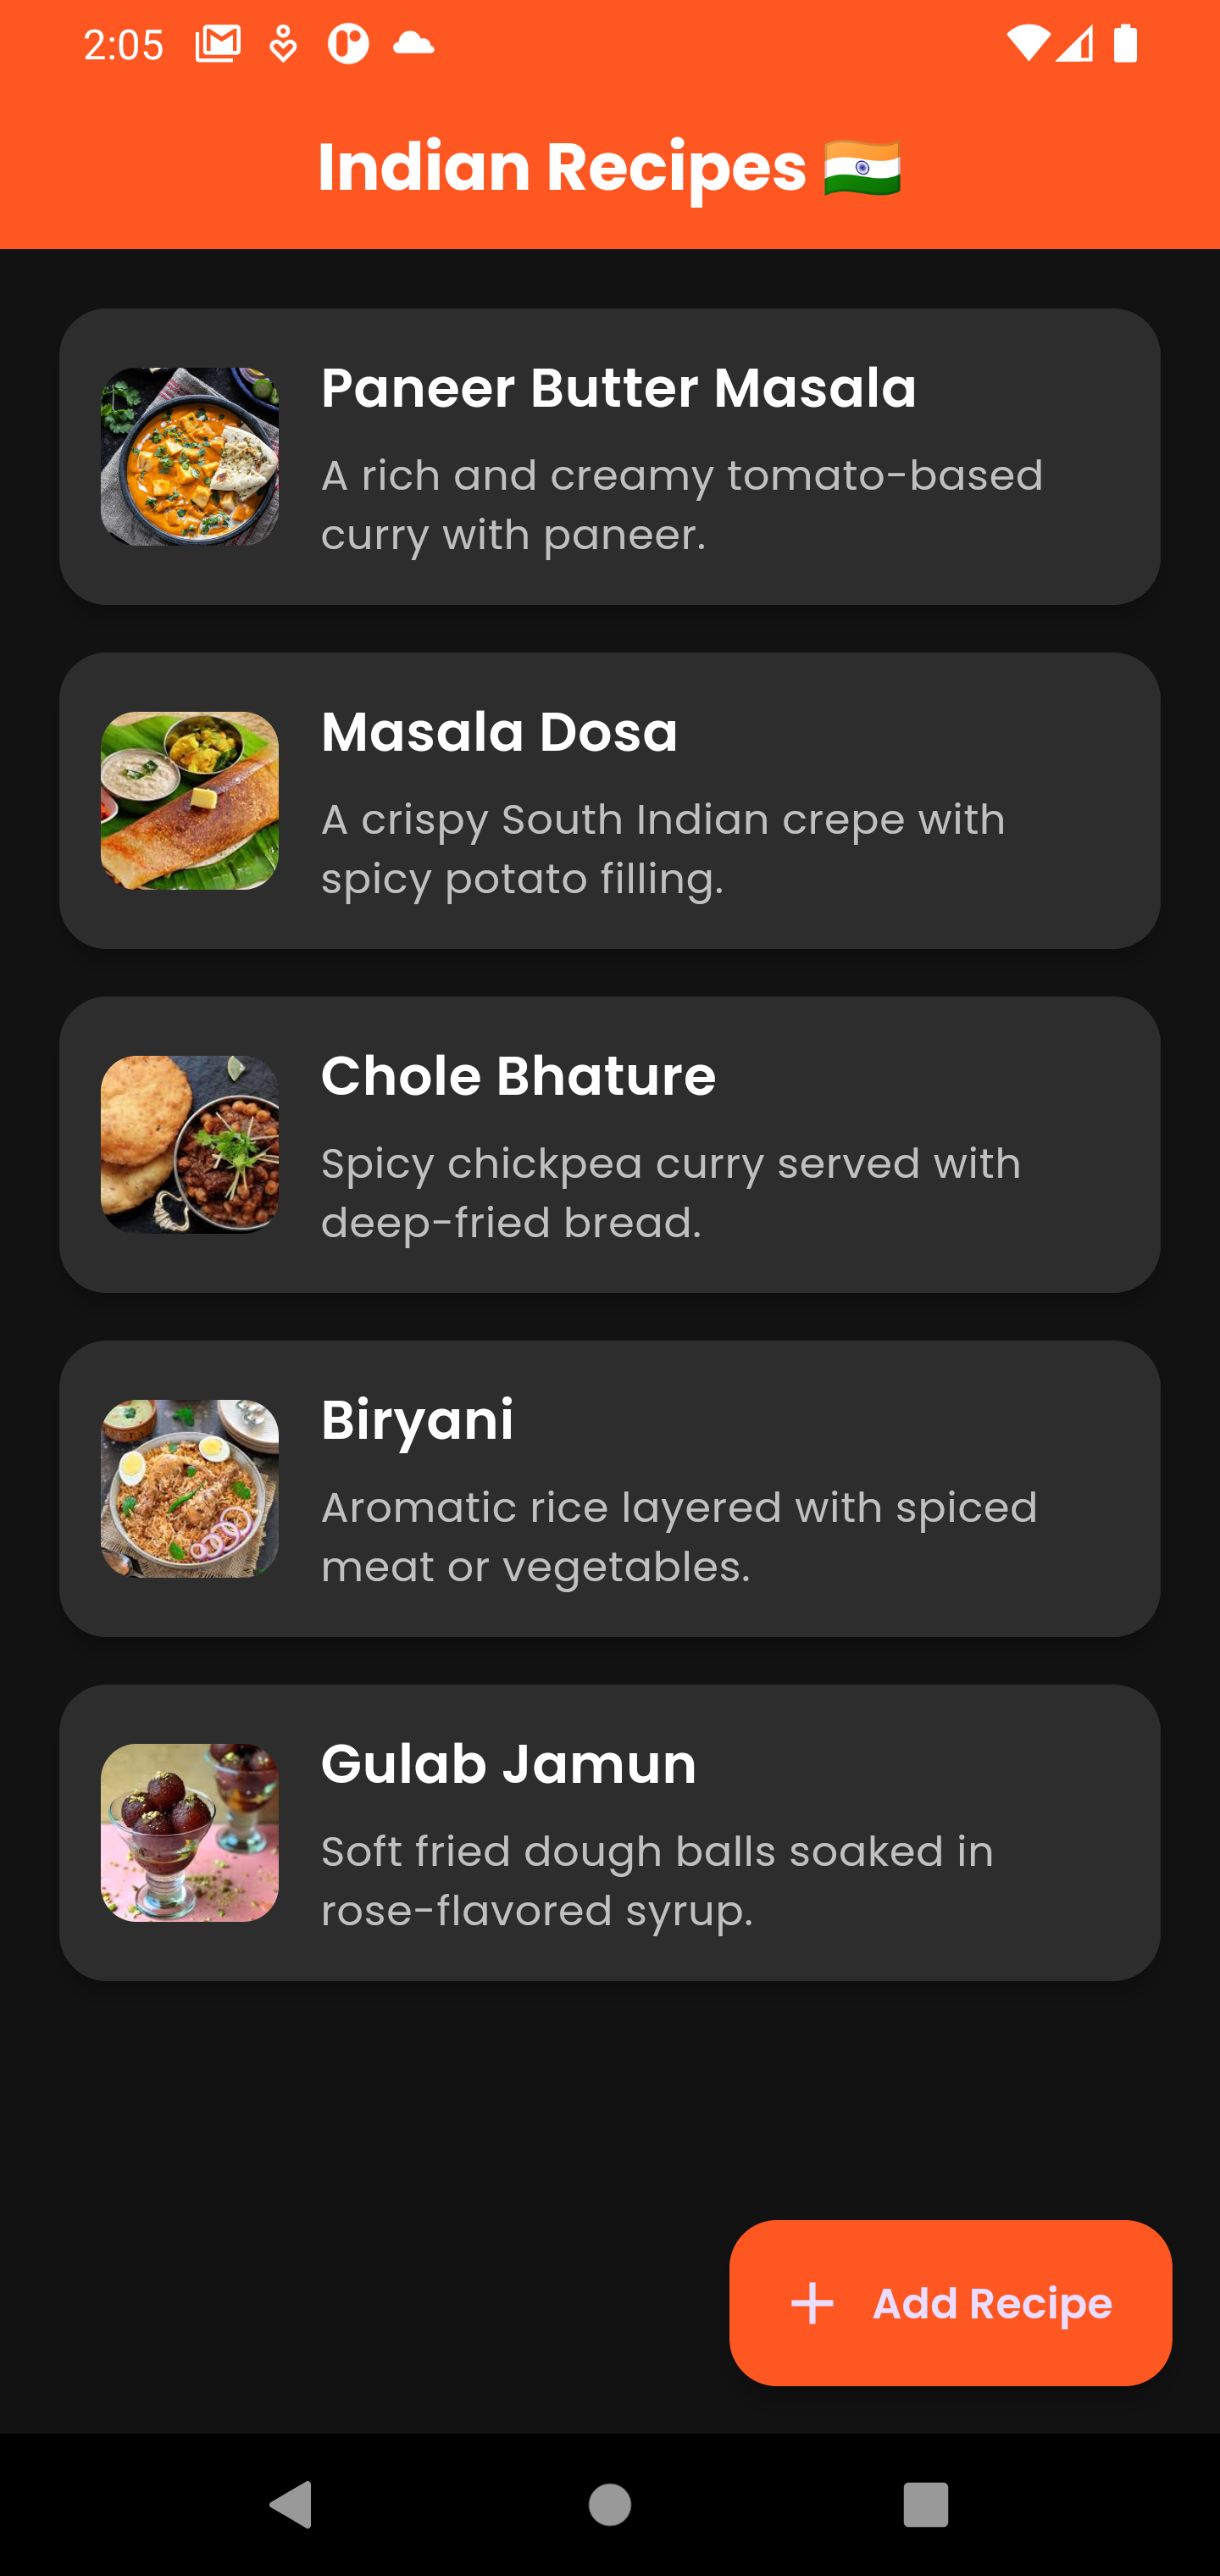 2:05
Indian Recipes 🇮🇳
Paneer Butter Masala
A rich and creamy tomato-based
curry with paneer.
Masala Dosa
A crispy South Indian crepe with
spicy potato filling.
Chole Bhature
Spicy chickpea curry served with
deep-fried bread.
Biryani
Aromatic rice layered with spiced
meat or vegetables.
Gulab Jamun
Soft fried dough balls soaked in
rose-flavored syrup.
+ Add Recipe